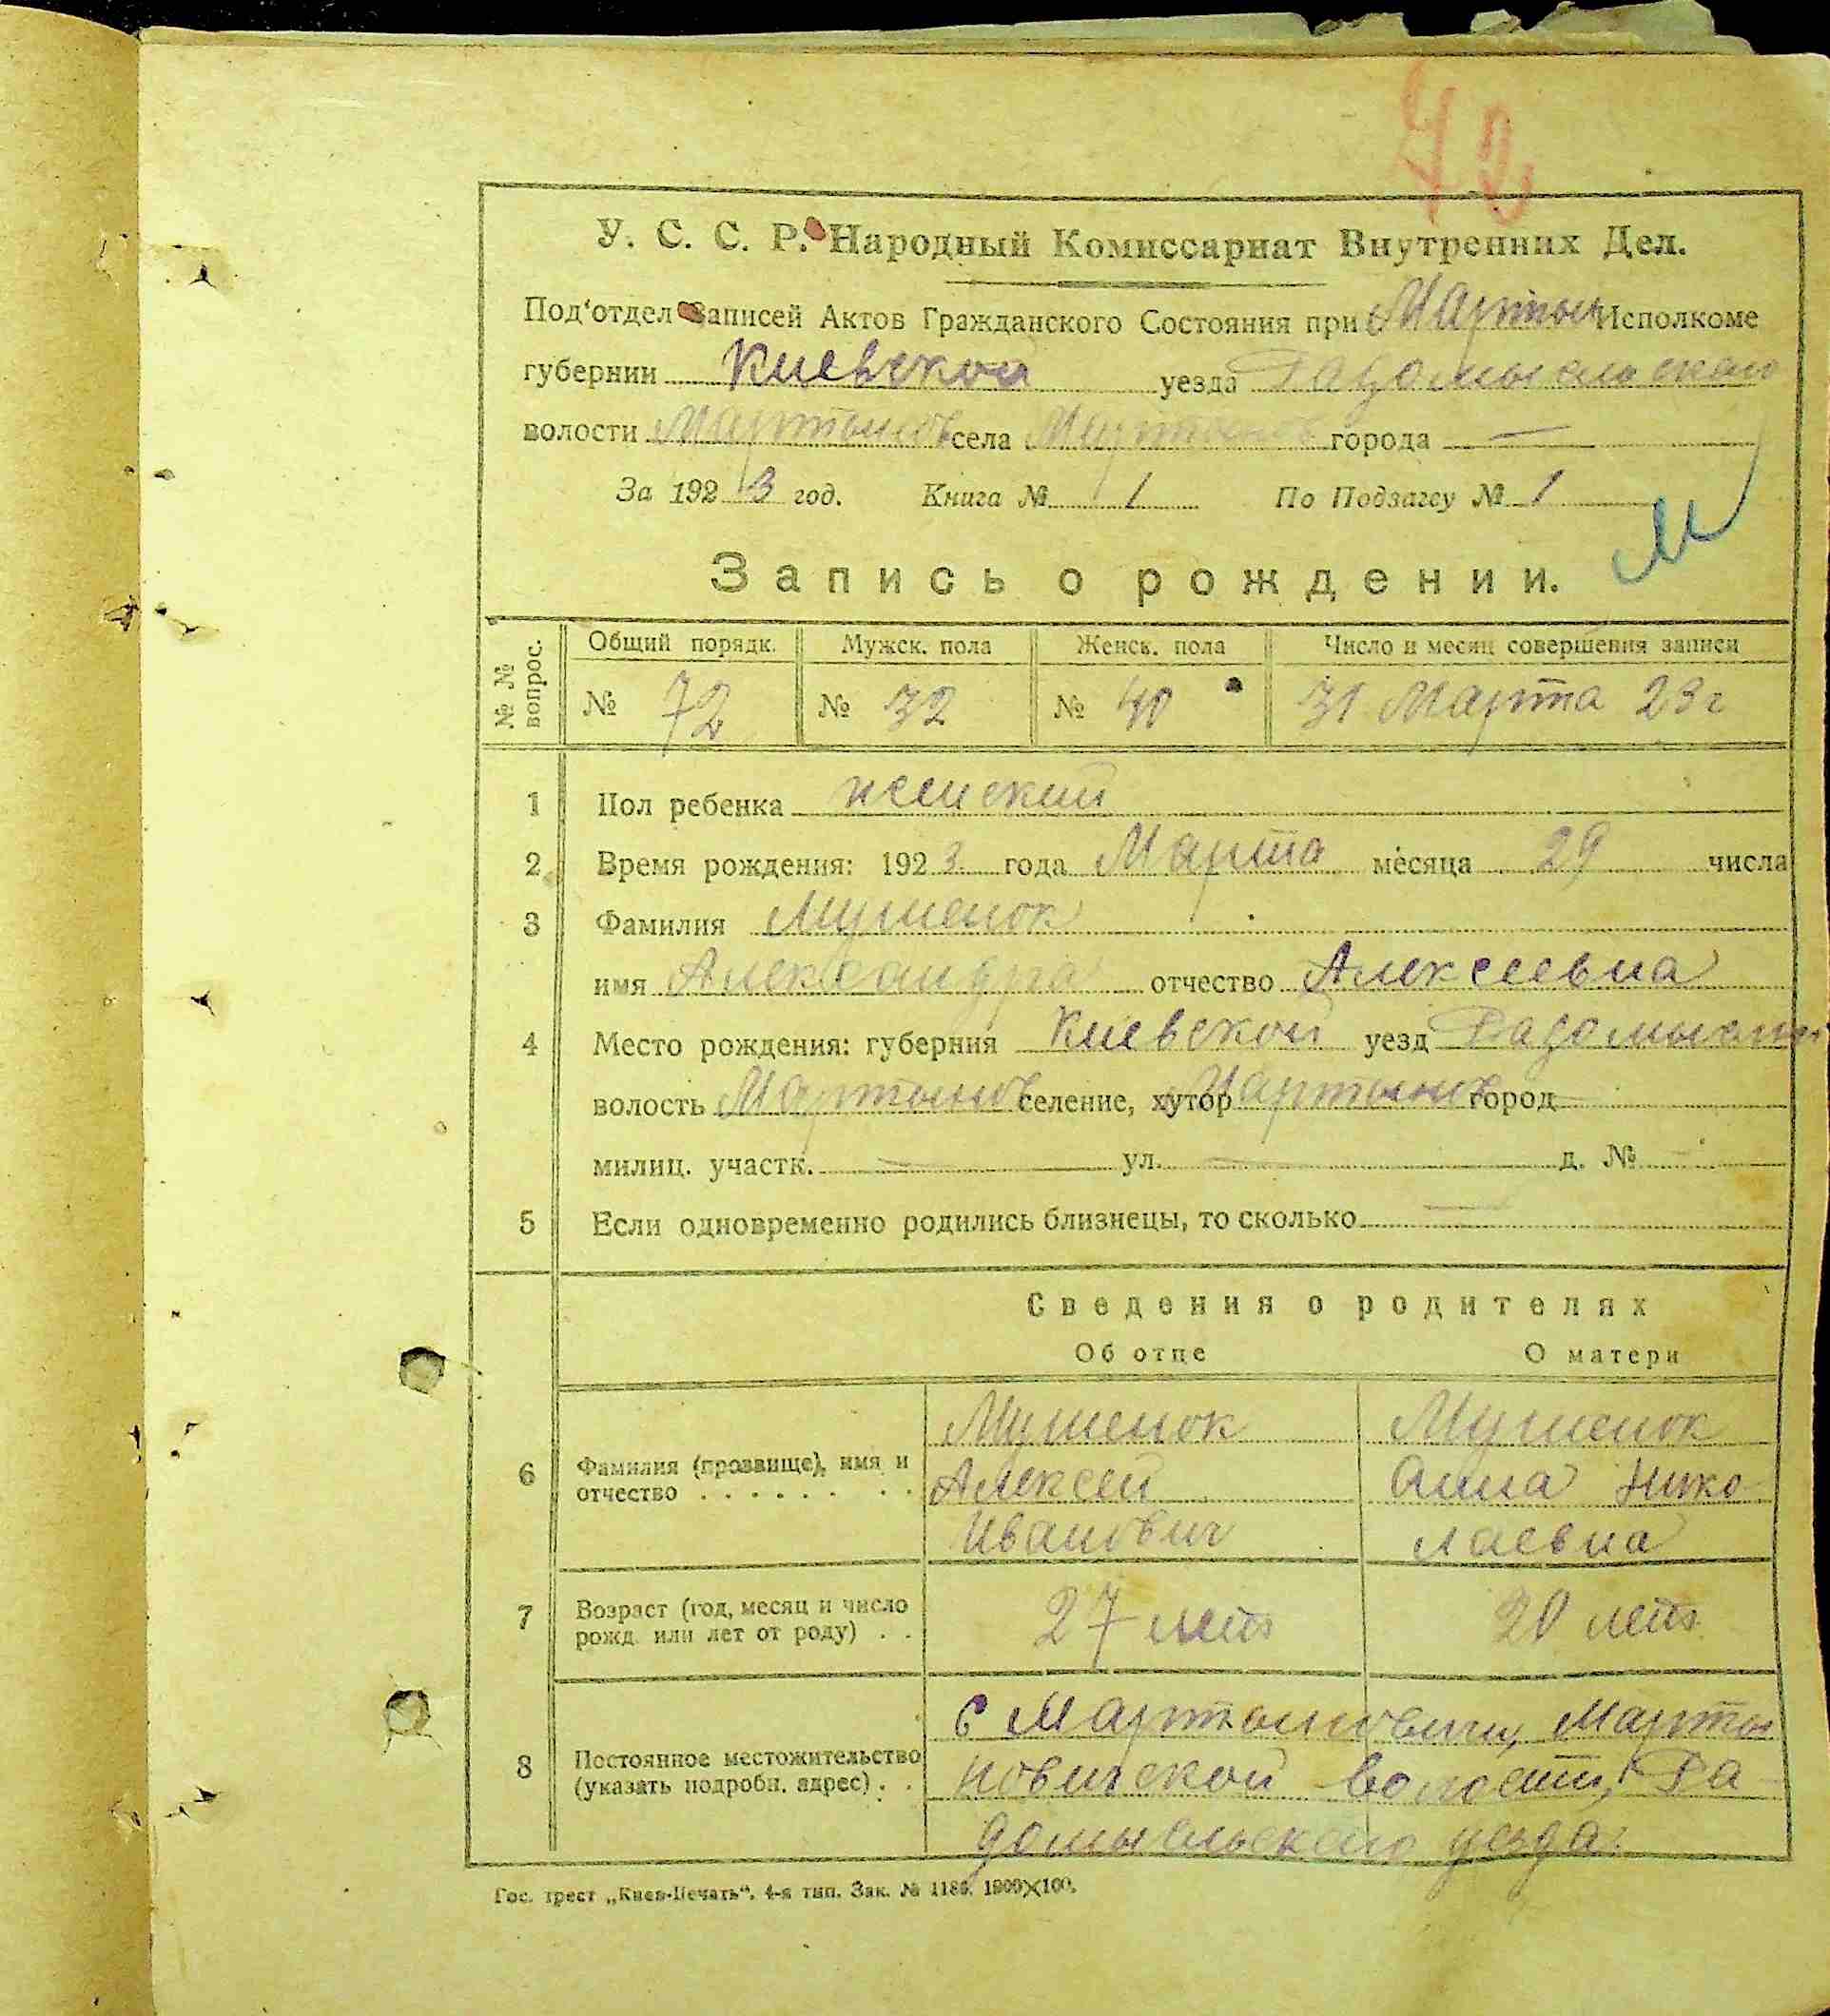 72
У. С. С. Р. Народный Комиссариат Внутренних Дел.
Под'отдел Записей Актов Гражданского Состояния при Мартын Исполкоме
губернии Киевской уезда Радомысльского
волости Мартынов села Мартынов города —
За 1923 год. Книга № 1 По Подзагсу № 1
Запись о рождении.
№ № вопрос. Общий порядк. Мужск. пола Женск. пола Число и месяц совершения записи
№ 72 № 32 № 40 31 Марта 23 г
1 Пол ребенка женский
2 Время рождения: 1923 года Марта месяца 29 числа
3 Фамилия Мушенок
имя Александра отчество Алексеевна
4 Место рождения: губерния Киевской уезд
волость Мартынов селение, хутор Мартынов город
милиц. участк. — ул. — д. № —
5 Если одновременно родились близнецы, то сколько —
Сведения о родителях
Об отце О матери
Мушенок Мушенок
6 Фамилия (прозвище), имя и отчество . . . . . . . . Алексей Анна Нико
Иванович лаевна
7 Возраст (год, месяц и число рожд. или лет от роду) . . 27 лет 20 лет
с Мартыновичи, Марты
8 Постоянное местожительство (указать подробн. адрес) . . новичской волости, Ра
домысльского уезда.
Гос. трест „Киев-Печать“. 4-я тип. Зак. № 1186. 1000×100.